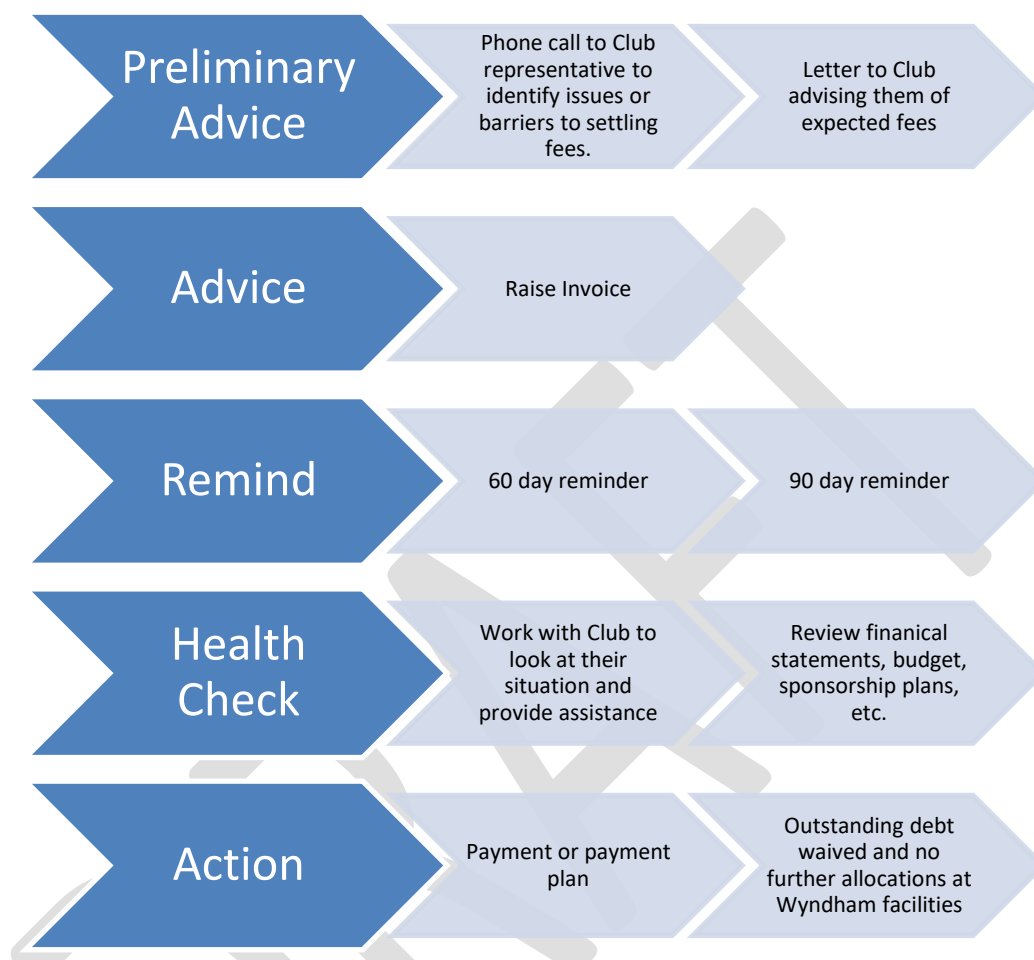 Preliminary
Advice
Phone call to Club
representative to
identify issues or
barriers to settling
fees.
Letter to Club
advising them of
expected fees
Advice
Raise Invoice
Remind
60 day reminder
90 day reminder
Health
Check
Work with Club to
look at their
situation and
provide assistance
Review finanical
statements, budget,
sponsorship plans,
etc.
Action
Payment or payment
plan
Outstanding debt
waived and no
further allocations at
Wyndham facilities
DRAFT